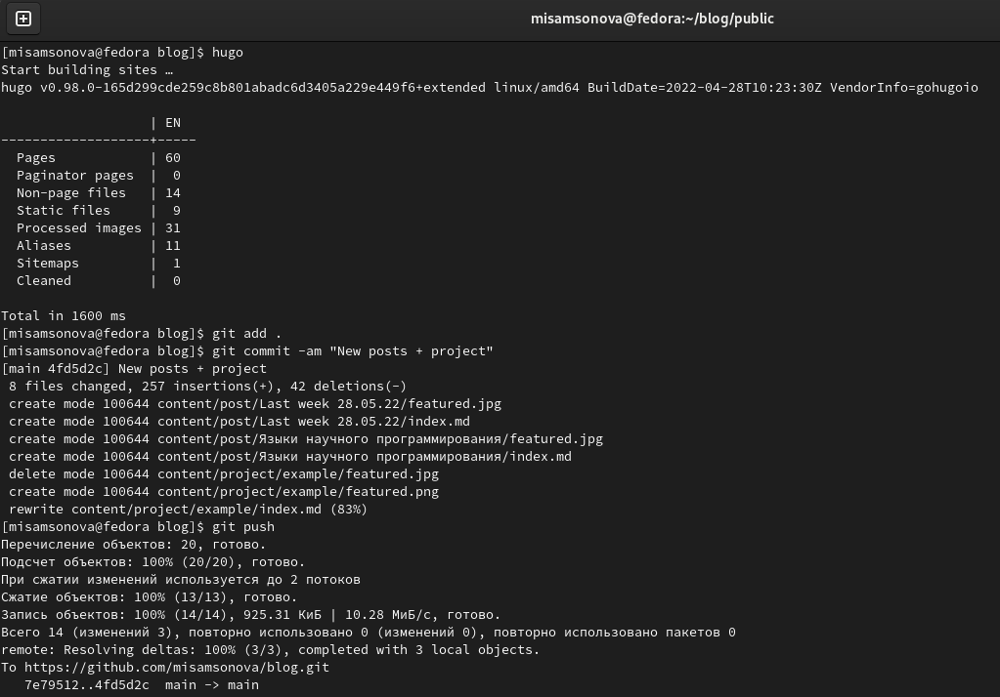 misamsonova@fedora:~/blog/public
[misamsonova@fedora blog]$ hugo
Start building sites …
hugo v0.98.0-165d299cde259c8b801abadc6d3405a229e449f6+extended linux/amd64 BuildDate=2022-04-28T10:23:30Z VendorInfo=gohugoio
                   | EN
-------------------+-----
  Pages            | 60
  Paginator pages  |  0
  Non-page files   | 14
  Static files     |  9
  Processed images | 31
  Aliases          | 11
  Sitemaps         |  1
  Cleaned          |  0
Total in 1600 ms
[misamsonova@fedora blog]$ git add .
[misamsonova@fedora blog]$ git commit -am "New posts + project"
[main 4fd5d2c] New posts + project
 8 files changed, 257 insertions(+), 42 deletions(-)
 create mode 100644 content/post/Last week 28.05.22/featured.jpg
 create mode 100644 content/post/Last week 28.05.22/index.md
 create mode 100644 content/post/Языки научного программирования/featured.jpg
 create mode 100644 content/post/Языки научного программирования/index.md
 delete mode 100644 content/project/example/featured.jpg
 create mode 100644 content/project/example/featured.png
 rewrite content/project/example/index.md (83%)
[misamsonova@fedora blog]$ git push
Перечисление объектов: 20, готово.
Подсчет объектов: 100% (20/20), готово.
При сжатии изменений используется до 2 потоков
Сжатие объектов: 100% (13/13), готово.
Запись объектов: 100% (14/14), 925.31 КиБ | 10.28 МиБ/с, готово.
Всего 14 (изменений 3), повторно использовано 0 (изменений 0), повторно использовано пакетов 0
remote: Resolving deltas: 100% (3/3), completed with 3 local objects.
To https://github.com/misamsonova/blog.git
   7e79512..4fd5d2c  main -> main